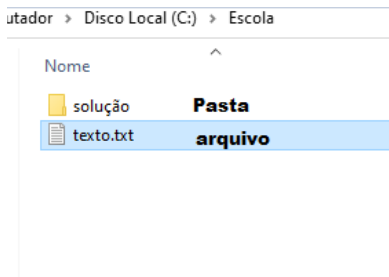 utador > Disco Local (C:) > Escola
Nome
solução Pasta
texto.txt arquivo